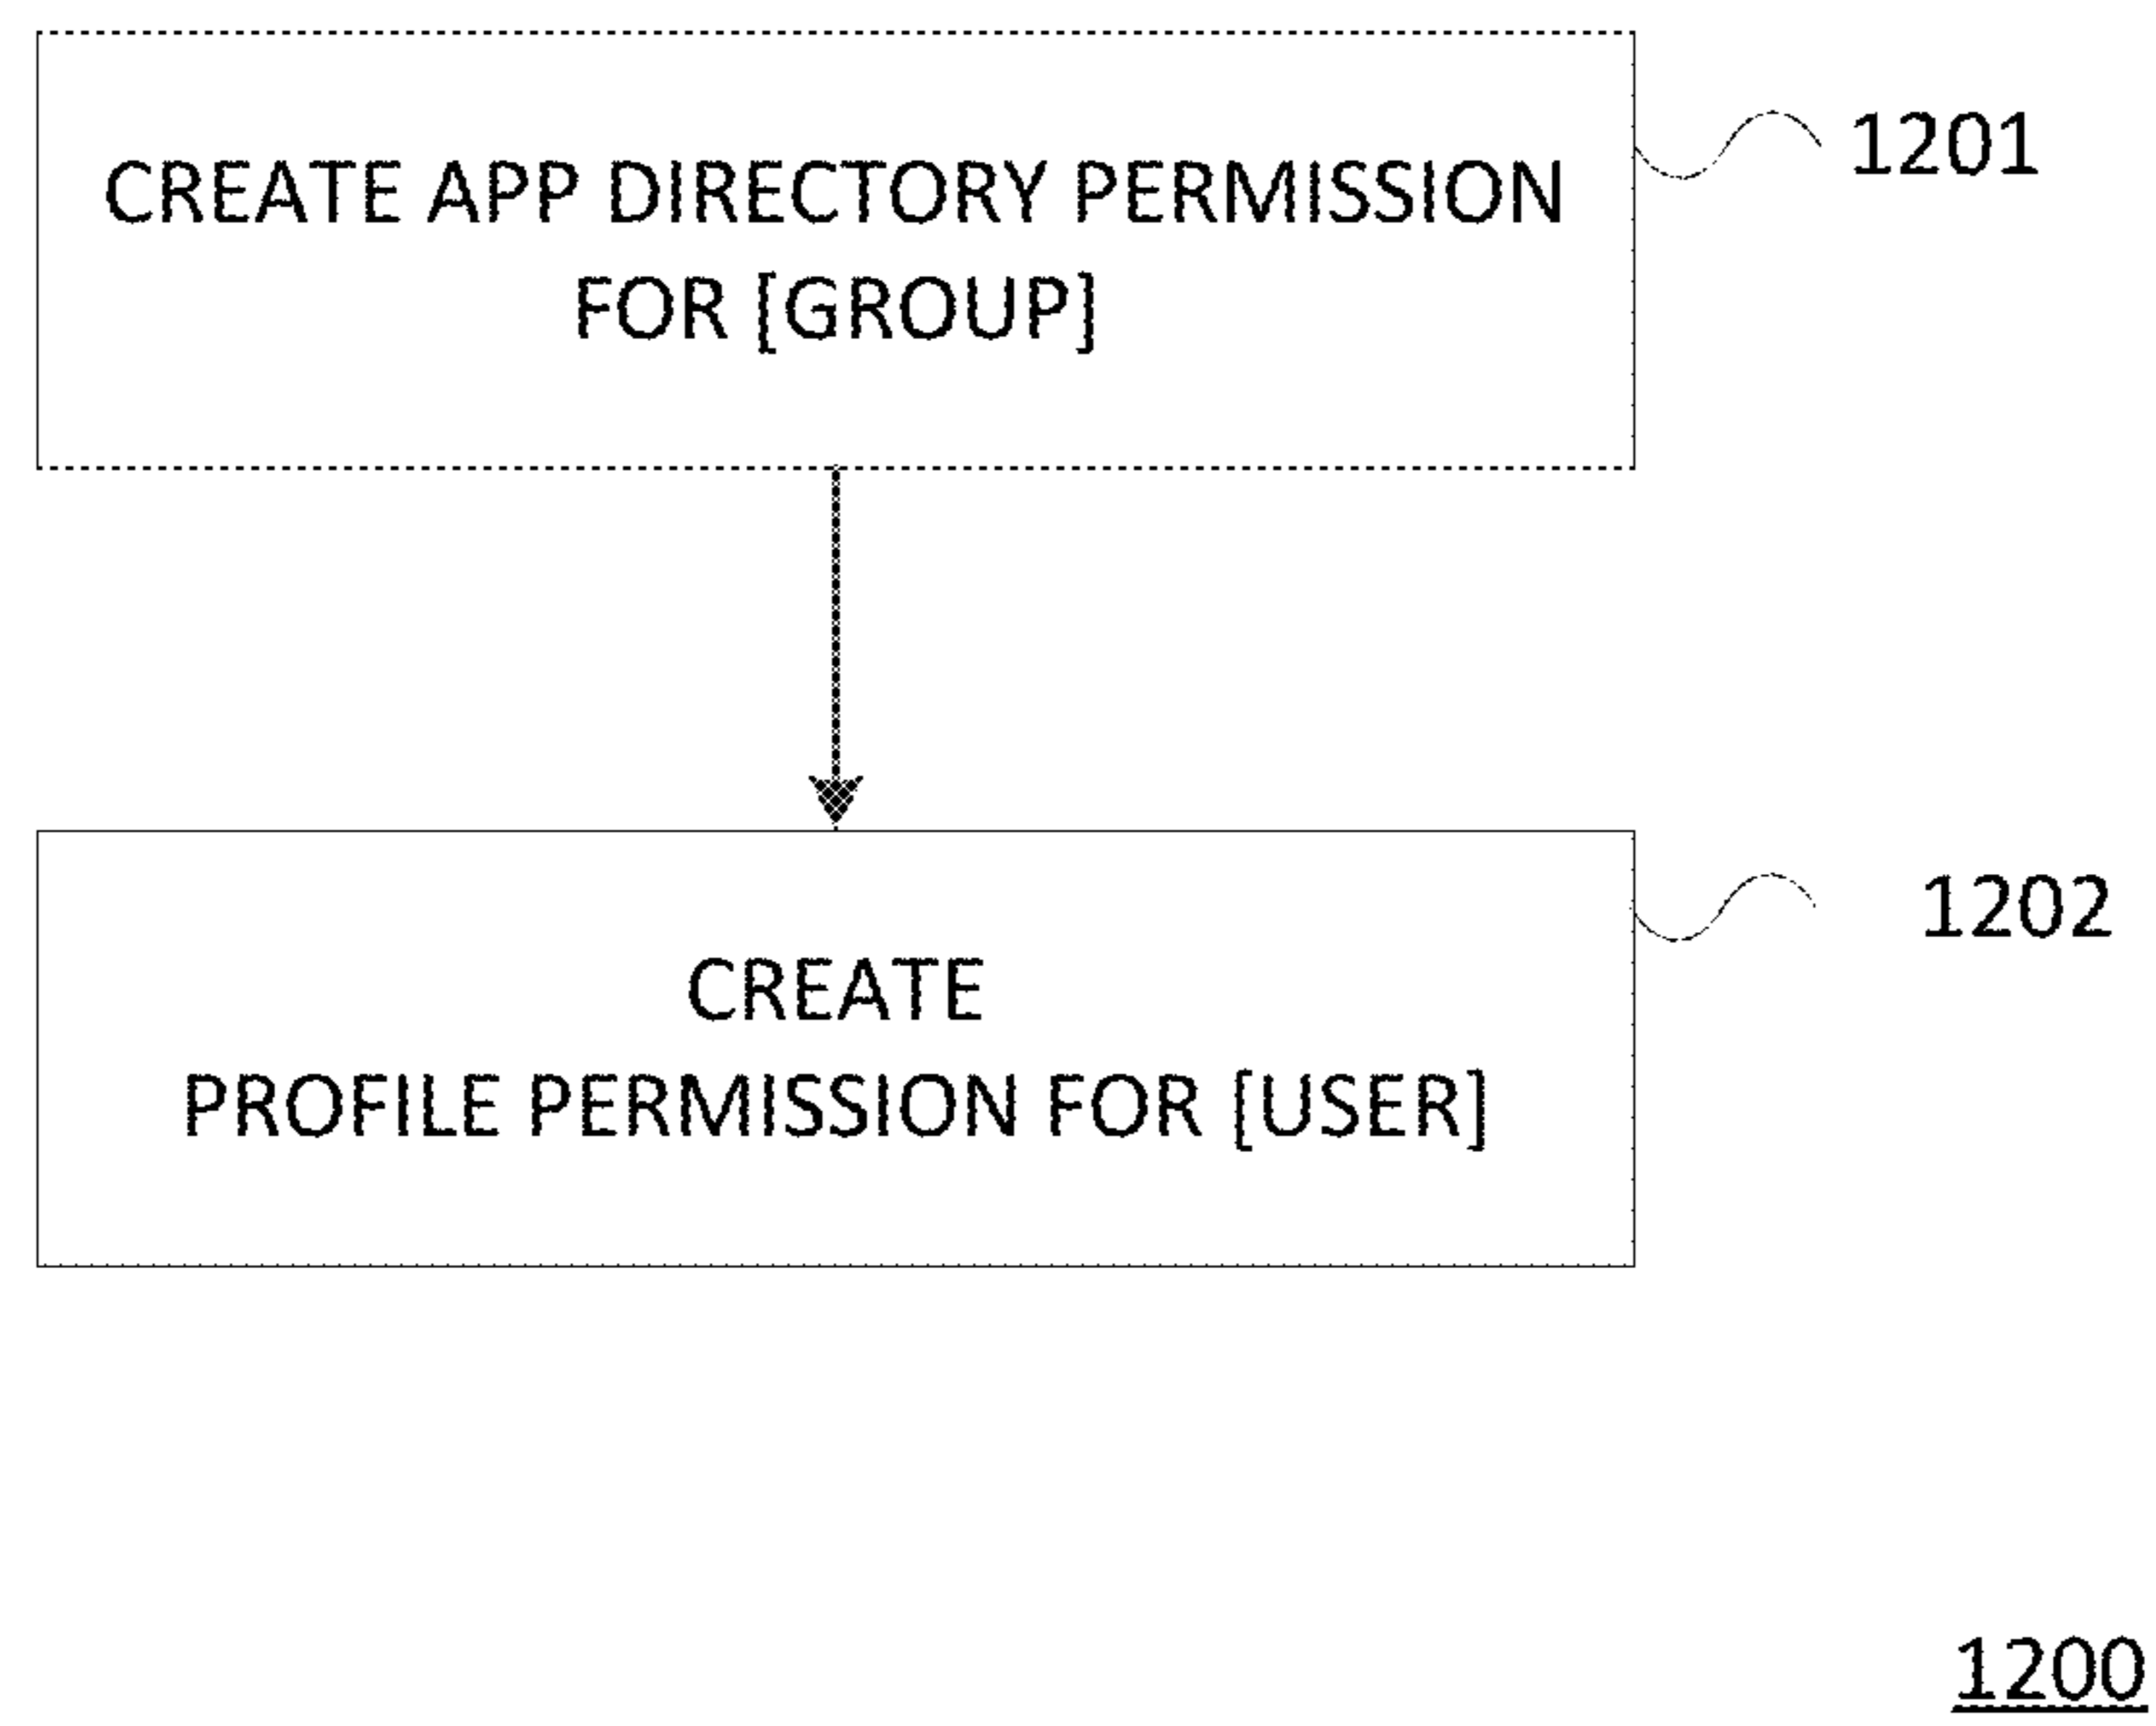 CREATE APP DIRECTORY PERMISSION
FOR [GROUP]
1201
CREATE
PROFILE PERMISSION FOR [USER]
1202
1200